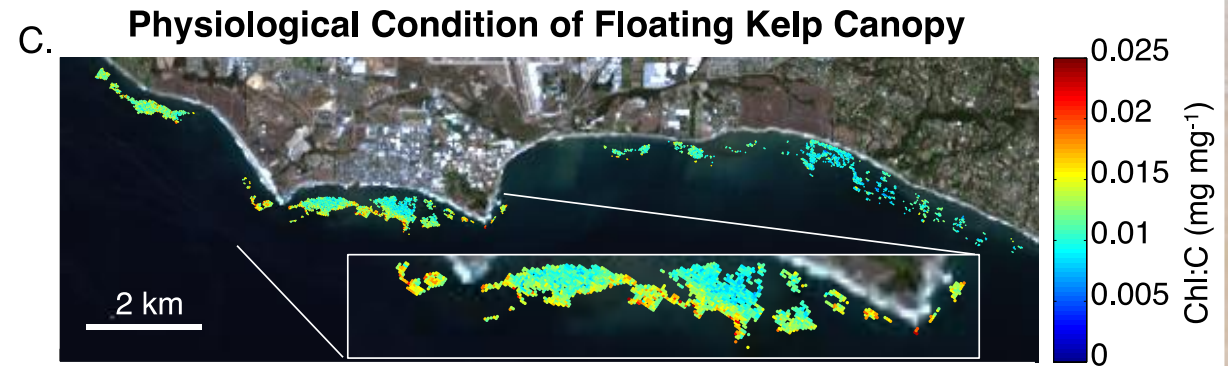 C.
Physiological Condition of Floating Kelp Canopy
2 km
0.025
0.02
0.015
0.01
0.005
0
Chl:C (mg mg⁻¹)